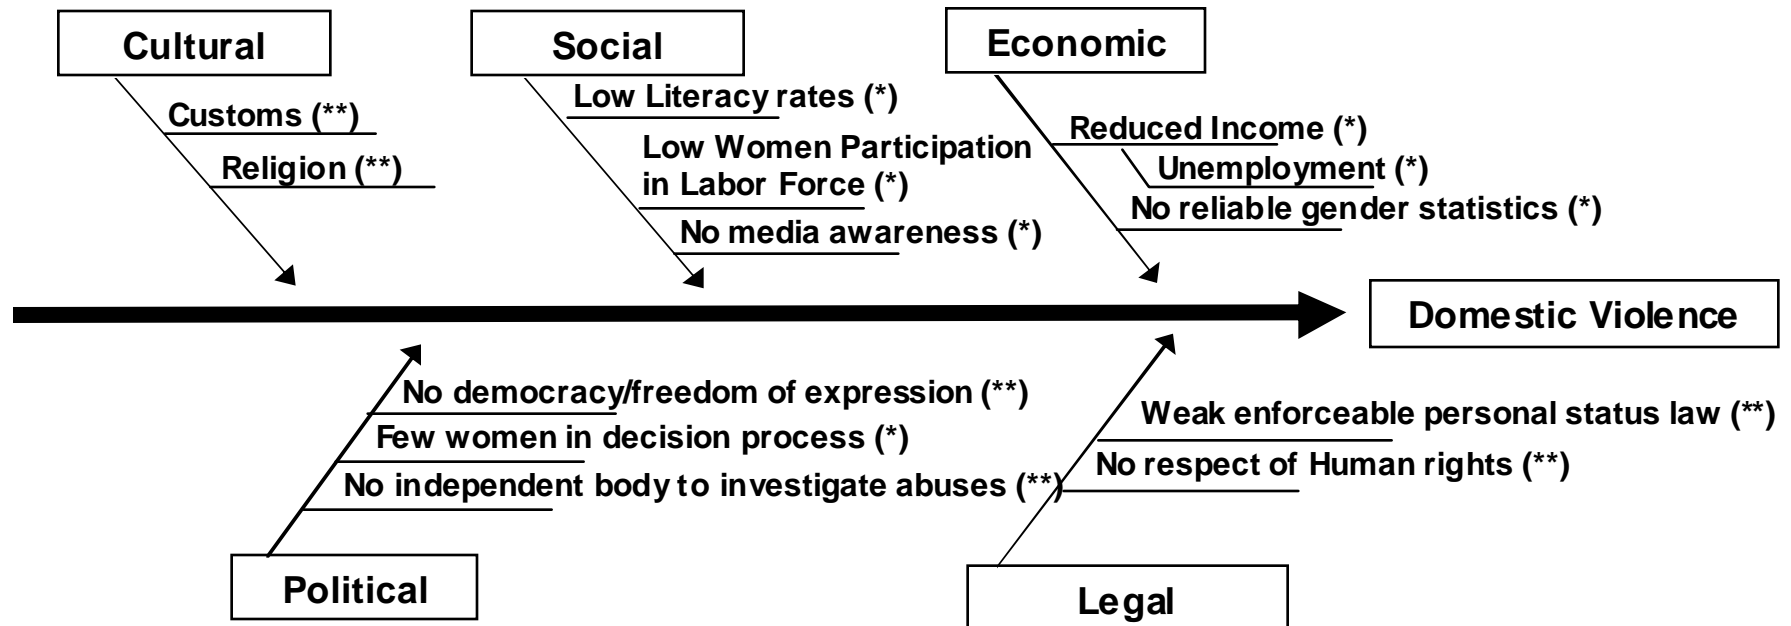 Cultural
Customs (**)
Religion (**)
Social
Low Literacy rates (*)
Low Women Participation
in Labor Force (*)
No media awareness (*)
Economic
Reduced Income (*)
Unemployment (*)
No reliable gender statistics (*)
Domestic Violence
No democracy/freedom of expression (**)
Few women in decision process (*)
No independent body to investigate abuses (**)
Political
Weak enforceable personal status law (**)
No respect of Human rights (**)
Legal